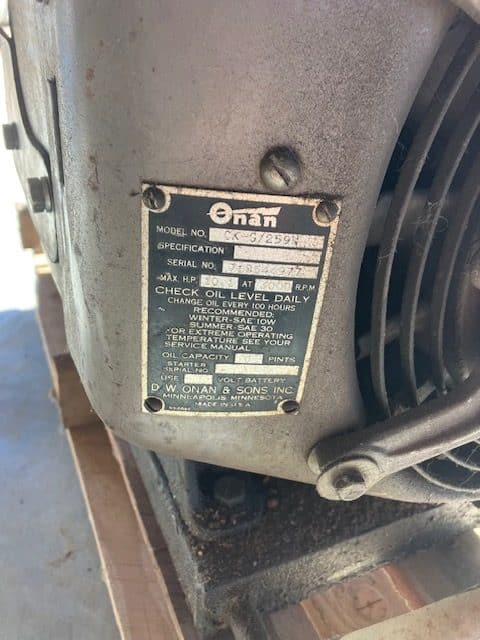 Onan
MODEL NO. CK-S/259N
SPECIFICATION
SERIAL NO.
MAX. H.P. AT R.P.M
CHECK OIL LEVEL DAILY
CHANGE OIL EVERY 100 HOURS
RECOMMENDED:
WINTER-SAE 10W
SUMMER-SAE 30
FOR EXTREME OPERATING
TEMPERATURE SEE YOUR
SERVICE MANUAL
OIL CAPACITY PINTS
STARTER
SERIAL NO.
USE VOLT BATTERY
D. W. ONAN & SONS INC.
MINNEAPOLIS, MINNESOTA
MADE IN U.S.A.